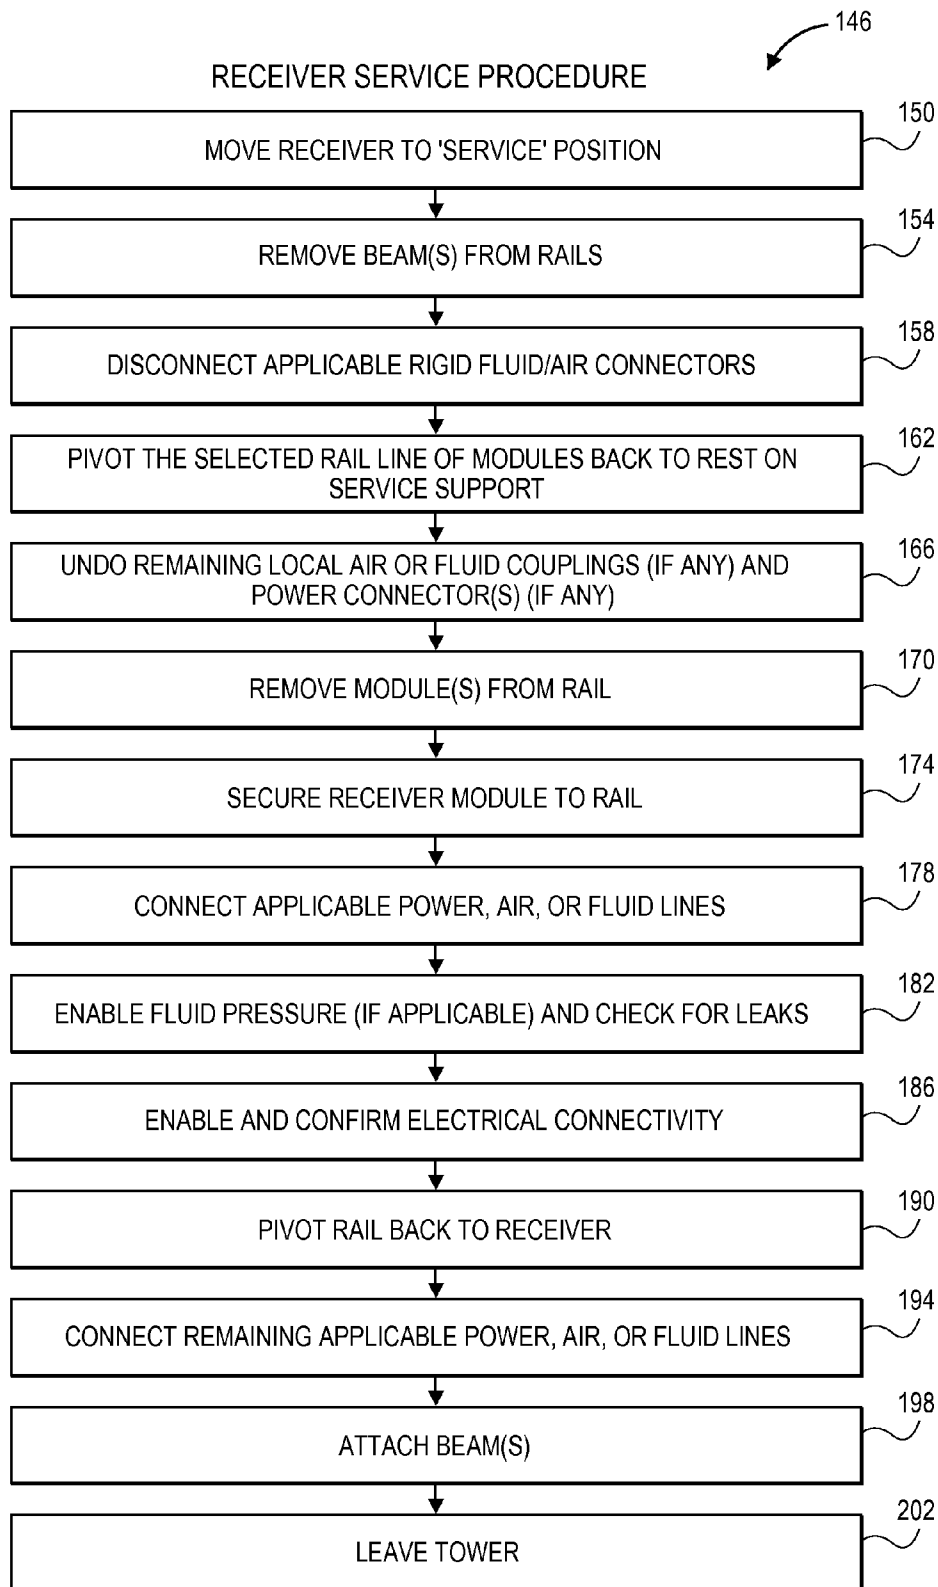 146
RECEIVER SERVICE PROCEDURE
150
MOVE RECEIVER TO 'SERVICE' POSITION
154
REMOVE BEAM(S) FROM RAILS
158
DISCONNECT APPLICABLE RIGID FLUID/AIR CONNECTORS
162
PIVOT THE SELECTED RAIL LINE OF MODULES BACK TO REST ON
SERVICE SUPPORT
166
UNDO REMAINING LOCAL AIR OR FLUID COUPLINGS (IF ANY) AND
POWER CONNECTOR(S) (IF ANY)
170
REMOVE MODULE(S) FROM RAIL
174
SECURE RECEIVER MODULE TO RAIL
178
CONNECT APPLICABLE POWER, AIR, OR FLUID LINES
182
ENABLE FLUID PRESSURE (IF APPLICABLE) AND CHECK FOR LEAKS
186
ENABLE AND CONFIRM ELECTRICAL CONNECTIVITY
190
PIVOT RAIL BACK TO RECEIVER
194
CONNECT REMAINING APPLICABLE POWER, AIR, OR FLUID LINES
198
ATTACH BEAM(S)
202
LEAVE TOWER